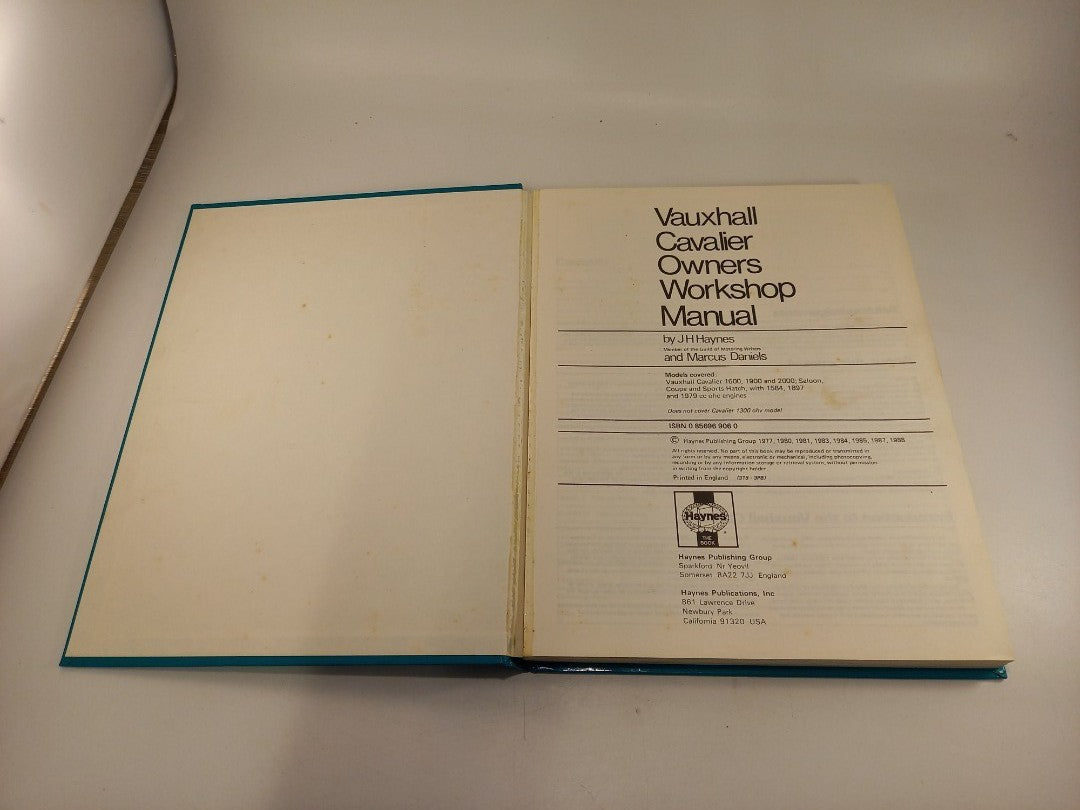 Vauxhall
Cavalier
Owners
Workshop
Manual
by J H Haynes
Member of the Guild of Motoring Writers
and Marcus Daniels
Models covered:
Vauxhall Cavalier 1600, 1900 and 2000, Saloon,
Coupe and Sports Hatch, with 1584, 1897
and 1979 cc ohc engines
Does not cover Cavalier 1300 ohv model
ISBN 0 85696 906 0
© Haynes Publishing Group 1977, 1980, 1981, 1983, 1984, 1985, 1987, 1988
All rights reserved. No part of this book may be reproduced or transmitted in
any form or by any means, electronic or mechanical, including photocopying,
recording or by any information storage or retrieval system, without permission
in writing from the copyright holder.
Printed in England
Haynes
THE
BOOK
Haynes Publishing Group
Sparkford Nr Yeovil
Somerset BA22 7JJ England
Haynes Publications, Inc
861 Lawrence Drive
Newbury Park
California 91320 USA